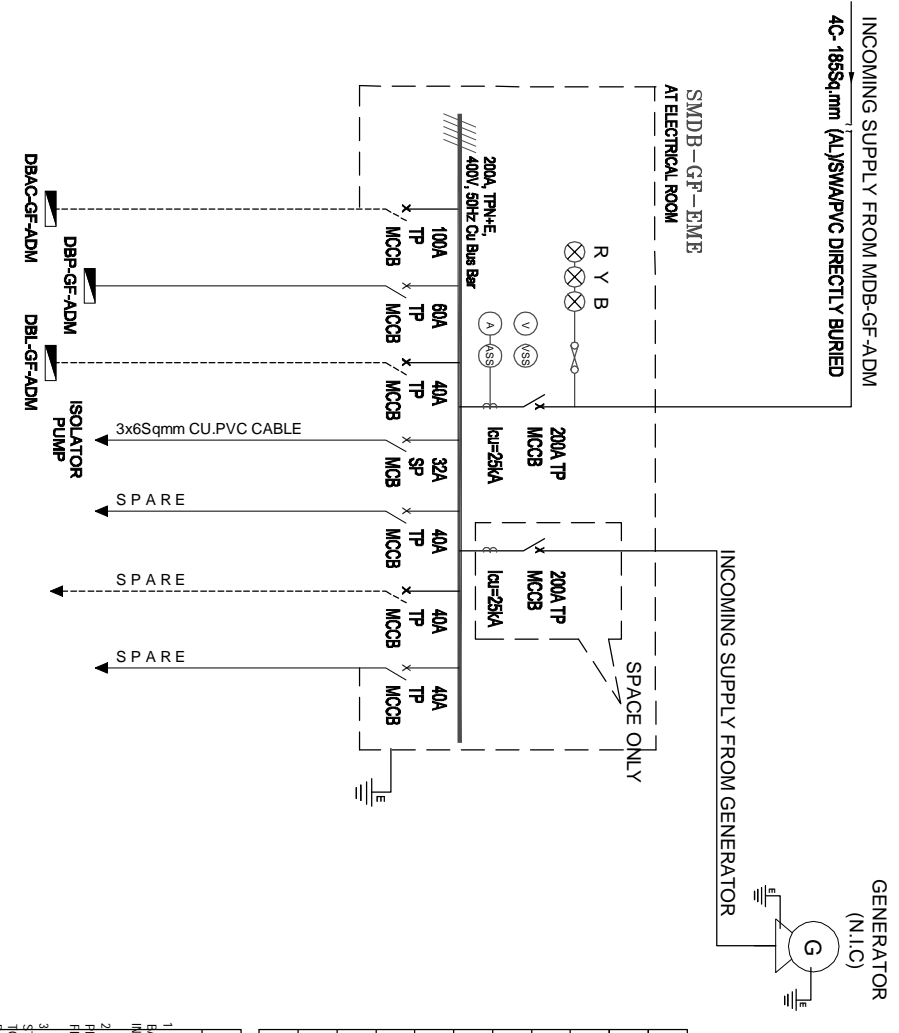 INCOMING SUPPLY FROM MDB-GF-ADM
4C- 185Sq.mm (AL)/SWA/PVC DIRECTLY BURIED
SMDB-GF-EME
AT ELECTRICAL ROOM
R Y B
V VSS
A ASS
200A TP
MCCB
Icu=25kA
200A TP
MCCB
Icu=25kA
SPACE ONLY
INCOMING SUPPLY FROM GENERATOR
GENERATOR
(N.I.C)
G
E
E
200A, TPN+E,
400V, 50Hz Cu Bus Bar
100A
TP
MCCB
60A
TP
MCCB
40A
TP
MCCB
32A
SP
MCB
40A
TP
MCCB
40A
TP
MCCB
40A
TP
MCCB
E
3x6Sqmm CU.PVC CABLE
SPARE
SPARE
SPARE
DBAC-GF-ADM
DBP-GF-ADM
DBL-GF-ADM
ISOLATOR
PUMP
1
2
3